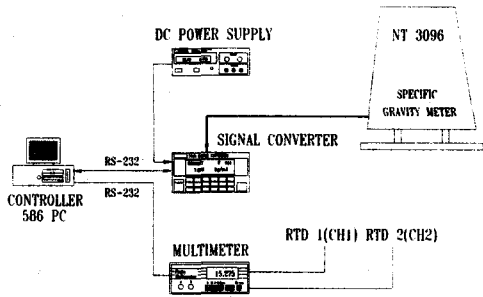 DC POWER SUPPLY
NT 3096
SPECIFIC
GRAVITY METER
SIGNAL CONVERTER
RS-232
RS-232
CONTROLLER
586 PC
MULTIMETER
RTD 1(CH1) RTD 2(CH2)
15.275